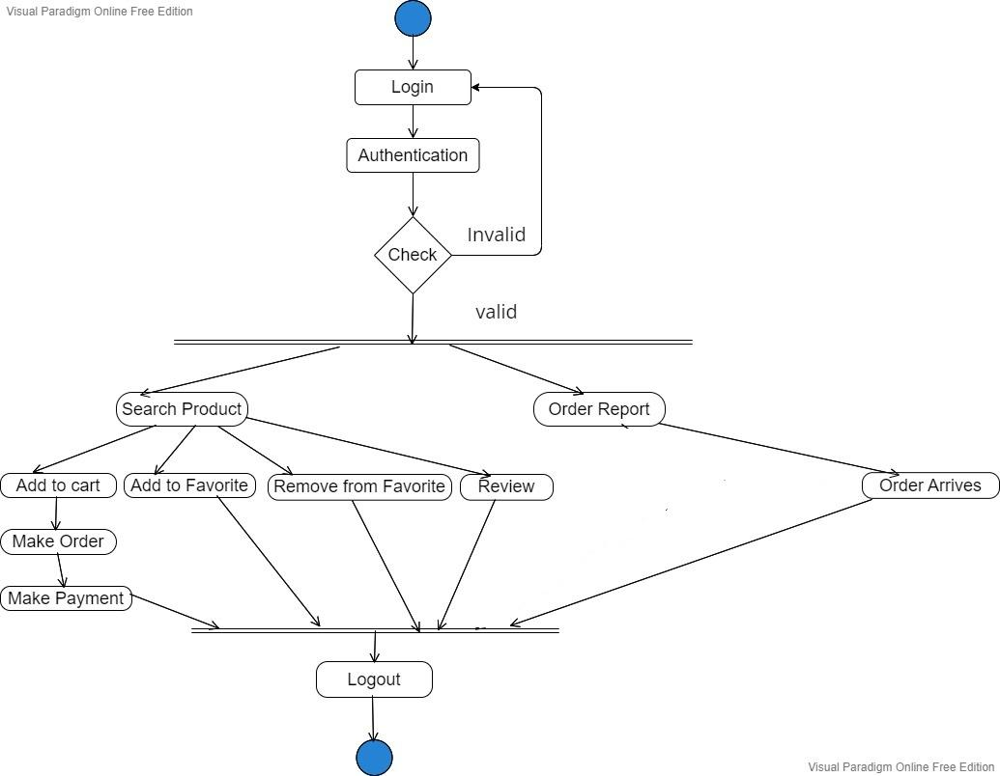 Visual Paradigm Online Free Edition
Login
Authentication
Check
Invalid
valid
Search Product
Order Report
Add to cart
Add to Favorite
Remove from Favorite
Review
Order Arrives
Make Order
Make Payment
Logout
Visual Paradigm Online Free Edition